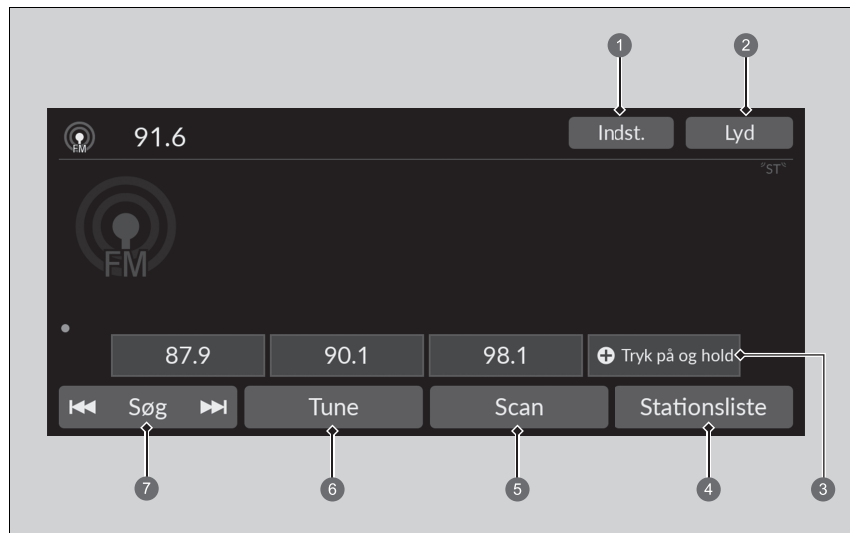 1 2
FM 91.6 Indst. Lyd
"ST"
FM
87.9 90.1 98.1 Tryk på og hold
Søg Tune Scan Stationsliste
7 6 5 4 3